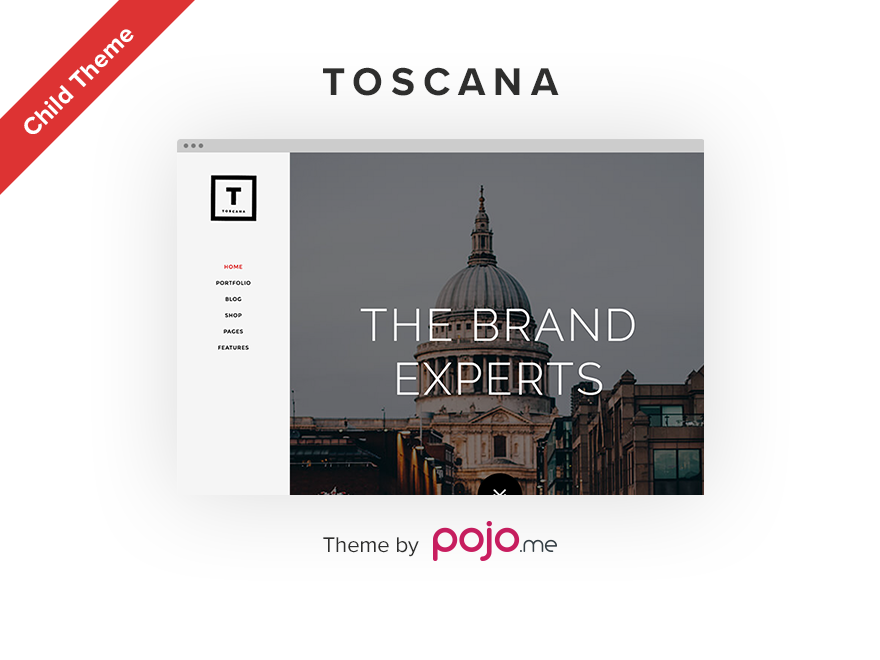 Child Theme
TOSCANA
T
TOSCANA
HOME
PORTFOLIO
BLOG
SHOP
PAGES
FEATURES
THE BRAND
EXPERTS
Theme by pojo.me